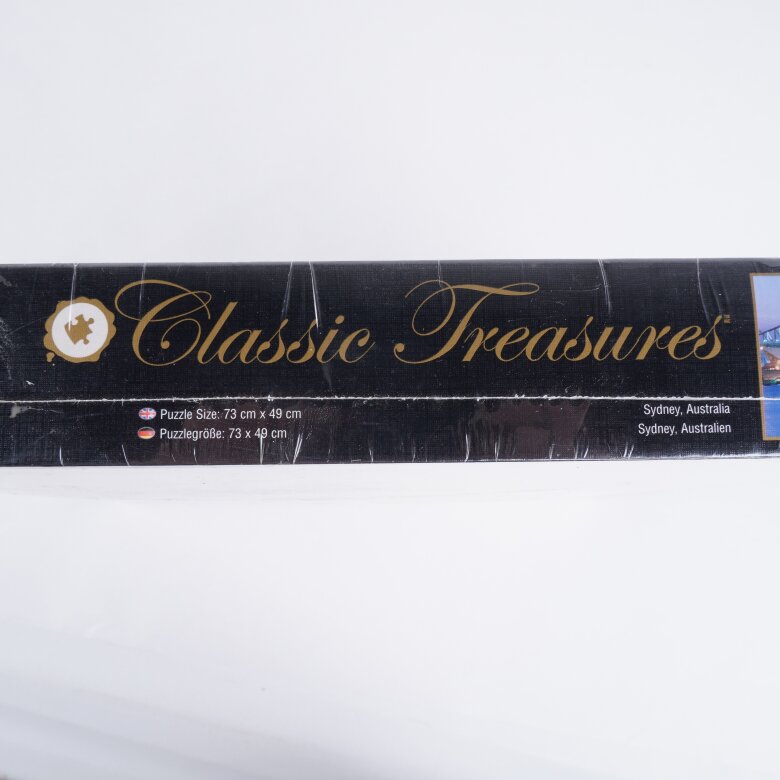 Classic Treasures
Puzzle Size: 73 cm x 49 cm
Puzzlegröße: 73 x 49 cm
Sydney, Australia
Sydney, Australien